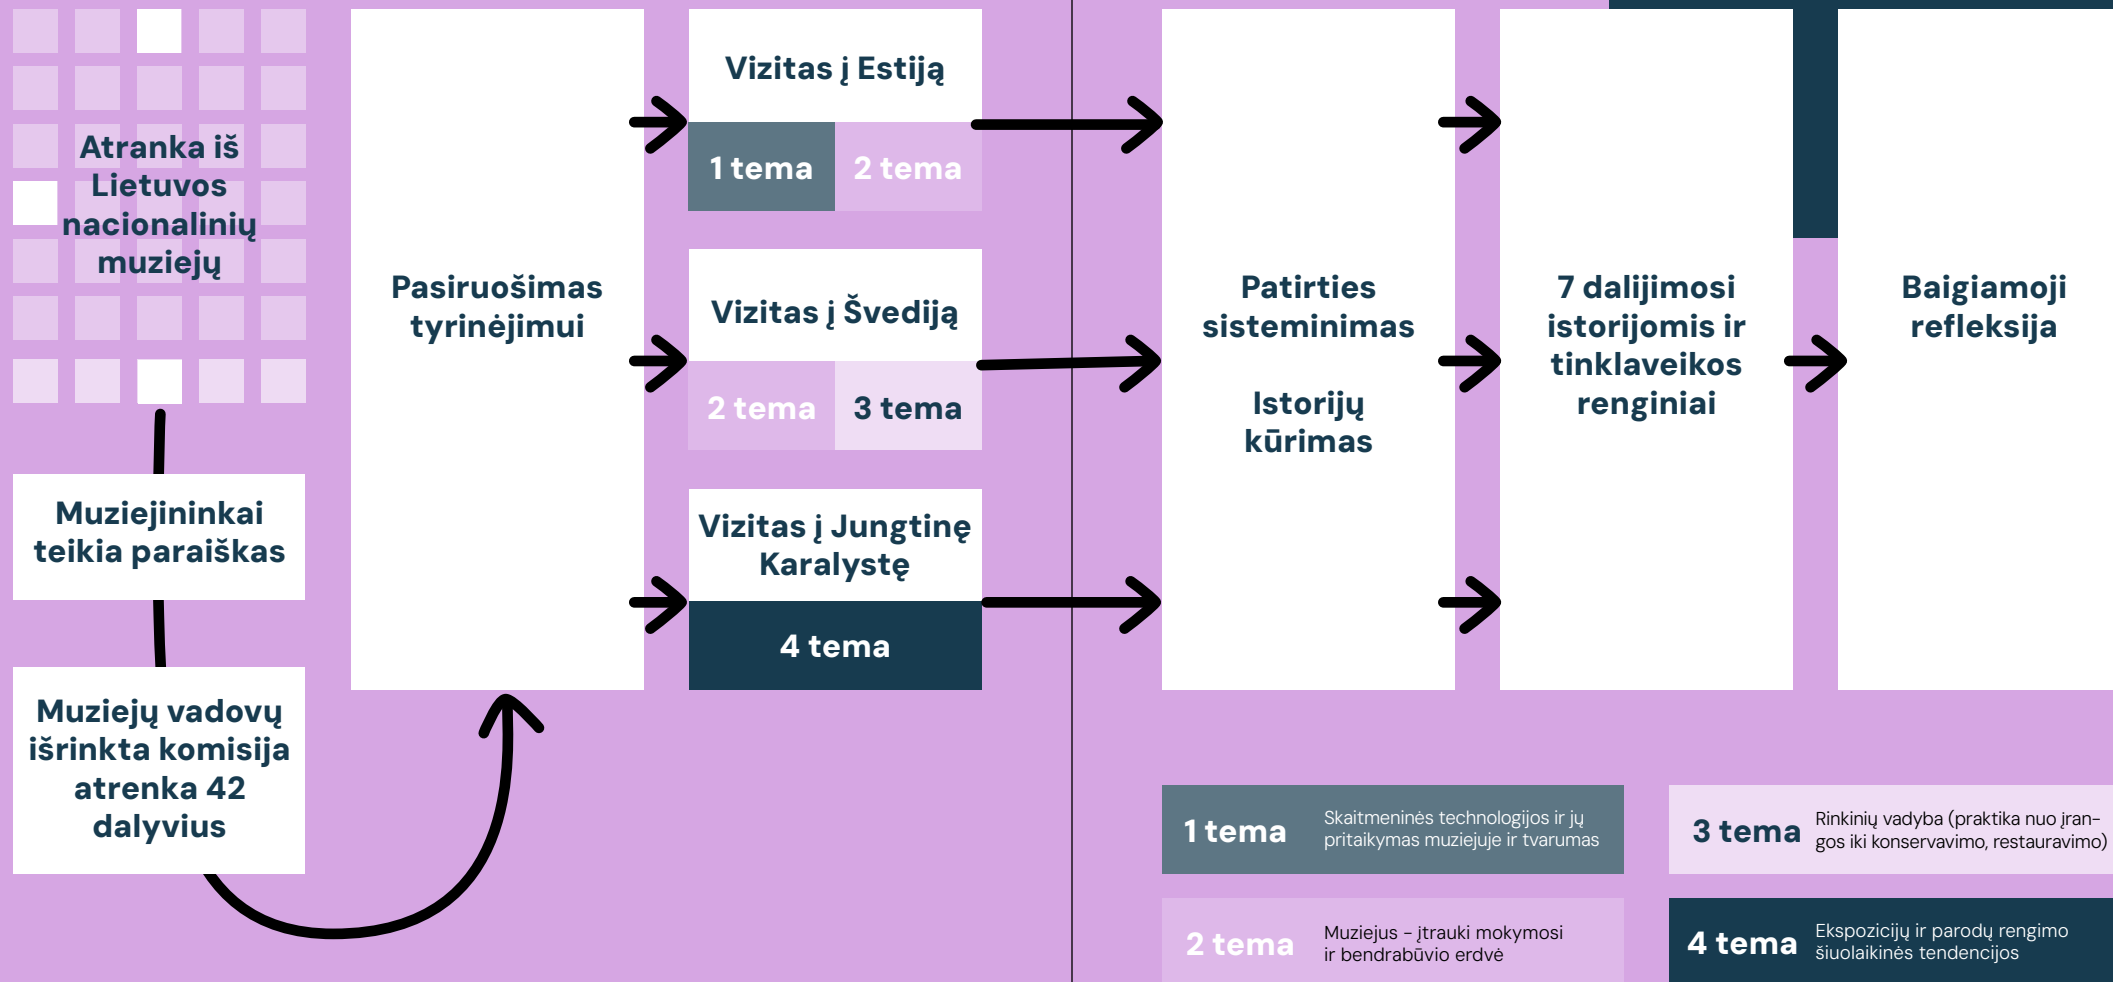 Atranka iš
Lietuvos
nacionalinių
muziejų
Muziejininkai
teikia paraiškas
Muziejų vadovų
išrinkta komisija
atrenka 42
dalyvius
Pasiruošimas
tyrinėjimui
Vizitas į Estiją
1 tema
2 tema
Vizitas į Švediją
2 tema
3 tema
Vizitas į Jungtinę
Karalystę
4 tema
Patirties
sisteminimas
Istorijų
kūrimas
7 dalijimosi
istorijomis ir
tinklaveikos
renginiai
Baigiamoji
refleksija
1 tema
Skaitmeninės technologijos ir jų
pritaikymas muziejuje ir tvarumas
2 tema
Muziejus - įtrauki mokymosi
ir bendrabūvio erdvė
3 tema
Rinkinių vadyba (praktika nuo įran-
gos iki konservavimo, restauravimo)
4 tema
Ekspozicijų ir parodų rengimo
šiuolaikinės tendencijos